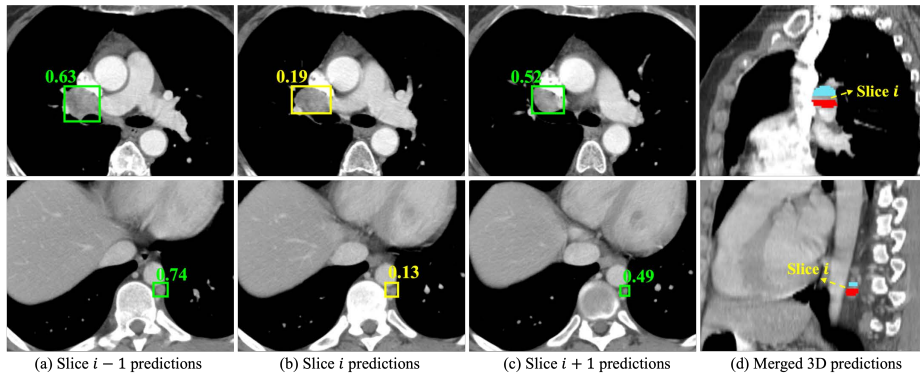 0.63
0.19
0.52
Slice i
0.74
0.13
0.49
Slice i
(a) Slice i − 1 predictions
(b) Slice i predictions
(c) Slice i + 1 predictions
(d) Merged 3D predictions